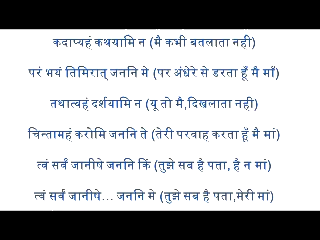 कदाप्यहं कथयामि न (मै कभी बतलाता नही)
परं भयं तिमिरात् जननि मे (पर अंधेरे से डरता हूँ मै माँ)
तथात्वहं दर्शयामि न (यू तो मै,दिखलाता नही)
चिन्तामहं करोमि जननि ते (तेरी परवाह करता हूॅ मै मां)
त्वं सर्वं जानीषे जननि किं (तुझे सब है पता, है न मां)
त्वं सर्वं जानीषे... जननि मे (तुझे सब है पता,मेरी मां)